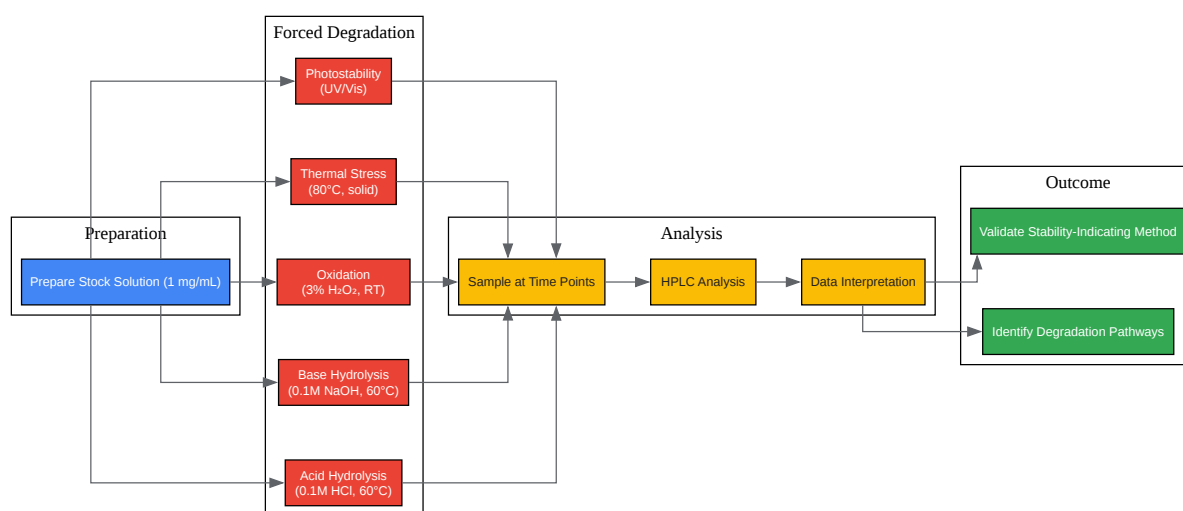 Forced Degradation
Photostability
(UV/Vis)
Thermal Stress
(80°C, solid)
Preparation
Prepare Stock Solution (1 mg/mL)
Oxidation
(3% H₂O₂, RT)
Base Hydrolysis
(0.1M NaOH, 60°C)
Acid Hydrolysis
(0.1M HCl, 60°C)
Analysis
Sample at Time Points
HPLC Analysis
Data Interpretation
Outcome
Validate Stability-Indicating Method
Identify Degradation Pathways